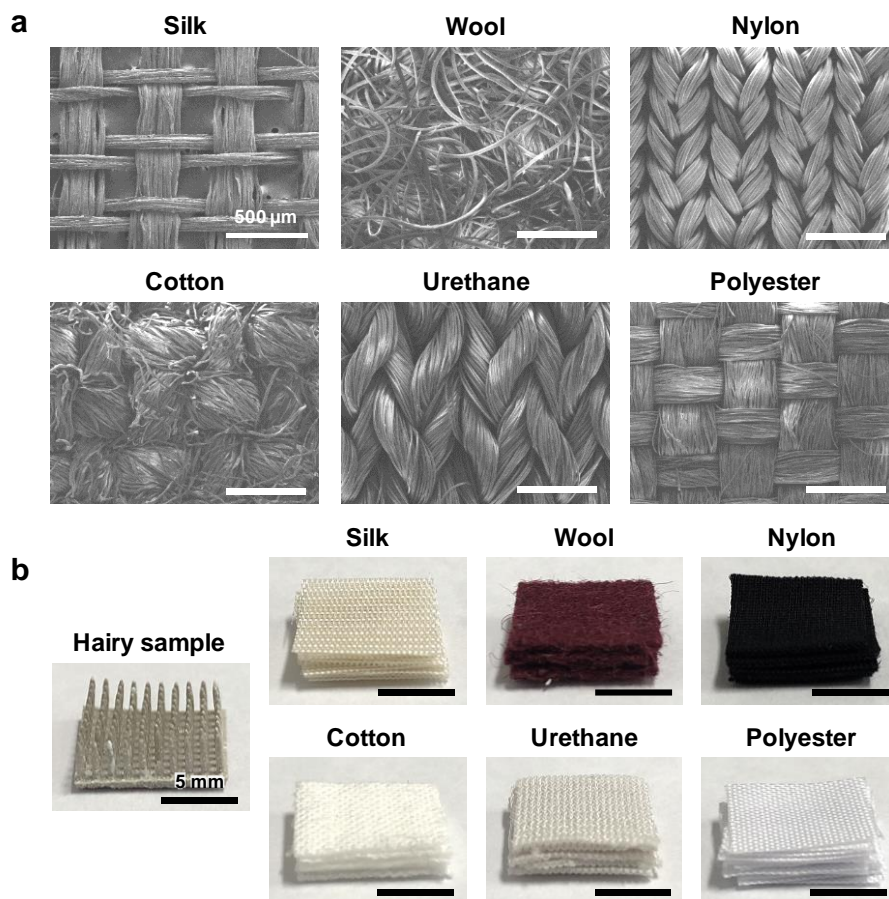 a
Silk
Wool
Nylon
500 µm
Cotton
Urethane
Polyester
b
Silk
Wool
Nylon
Hairy sample
5 mm
Cotton
Urethane
Polyester